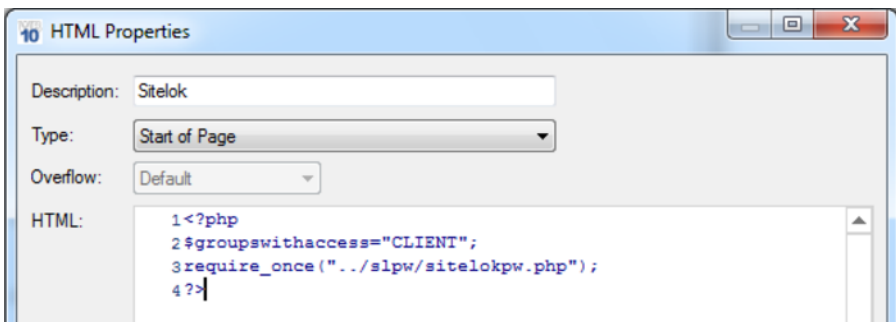 10 HTML Properties
Description: Sitelok
Type: Start of Page
Overflow: Default
HTML:
1<?php
2$groupswithaccess="CLIENT";
3require_once("../slpw/sitelokpw.php");
4?>